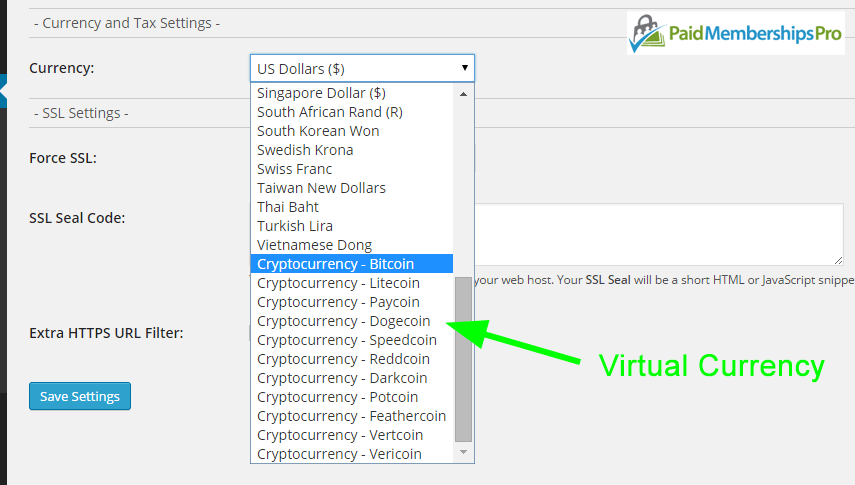 - Currency and Tax Settings -
PaidMembershipsPro
Currency:
US Dollars ($)
Singapore Dollar ($)
South African Rand (R)
South Korean Won
Swedish Krona
Swiss Franc
Taiwan New Dollars
Thai Baht
Turkish Lira
Vietnamese Dong
Cryptocurrency - Bitcoin
Cryptocurrency - Litecoin
Cryptocurrency - Paycoin
Cryptocurrency - Dogecoin
Cryptocurrency - Speedcoin
Cryptocurrency - Reddcoin
Cryptocurrency - Darkcoin
Cryptocurrency - Potcoin
Cryptocurrency - Feathercoin
Cryptocurrency - Vertcoin
Cryptocurrency - Vericoin
- SSL Settings -
Force SSL:
SSL Seal Code:
your web host. Your SSL Seal will be a short HTML or JavaScript snippe
Extra HTTPS URL Filter:
Virtual Currency
Save Settings